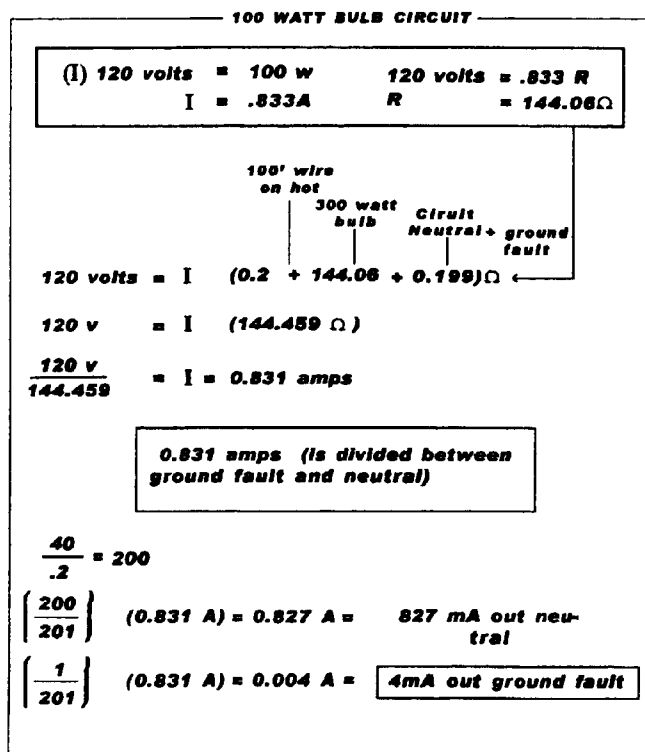 100 WATT BULB CIRCUIT
(I) 120 volts = 100 w 120 volts = .833 R
I = .833A R = 144.06Ω
100' wire on hot
300 watt bulb
Ciruit Neutral + ground fault
120 volts = I (0.2 + 144.06 + 0.199)Ω
120 v = I (144.459 Ω)
120 v
144.459 = I = 0.831 amps
0.831 amps (is divided between
ground fault and neutral)
40
.2 = 200
(200
201) (0.831 A) = 0.827 A = 827 mA out neu-
tral
(1
201) (0.831 A) = 0.004 A = 4mA out ground fault